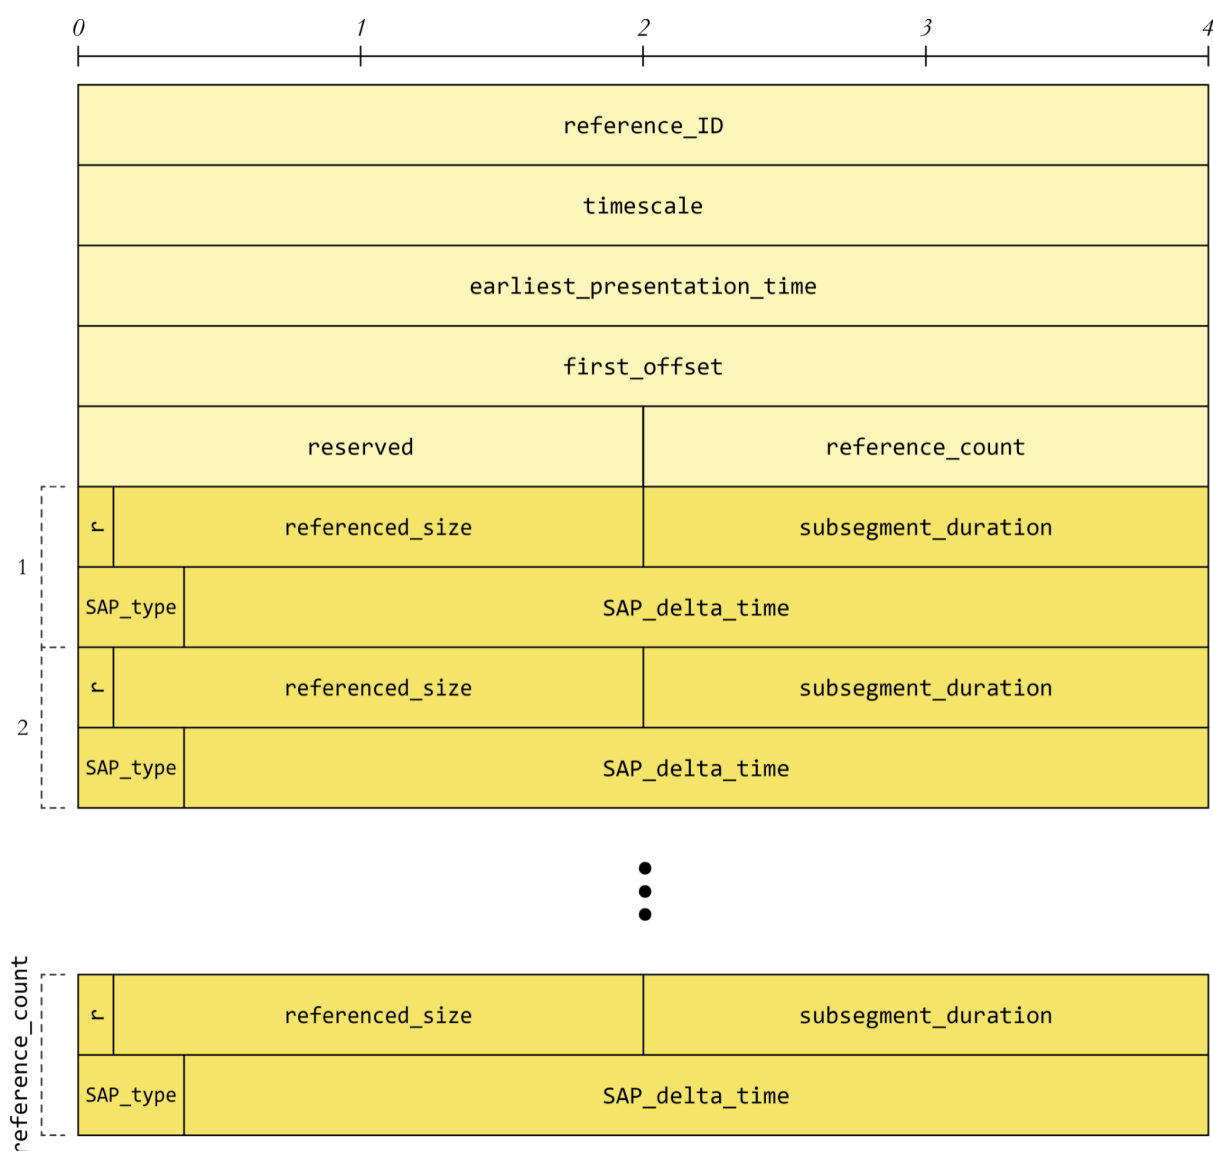 0 1 2 3 4
reference_ID
timescale
earliest_presentation_time
first_offset
reserved reference_count
r referenced_size subsegment_duration
1
SAP_type SAP_delta_time
r referenced_size subsegment_duration
2
SAP_type SAP_delta_time
reference_count
r referenced_size subsegment_duration
SAP_type SAP_delta_time